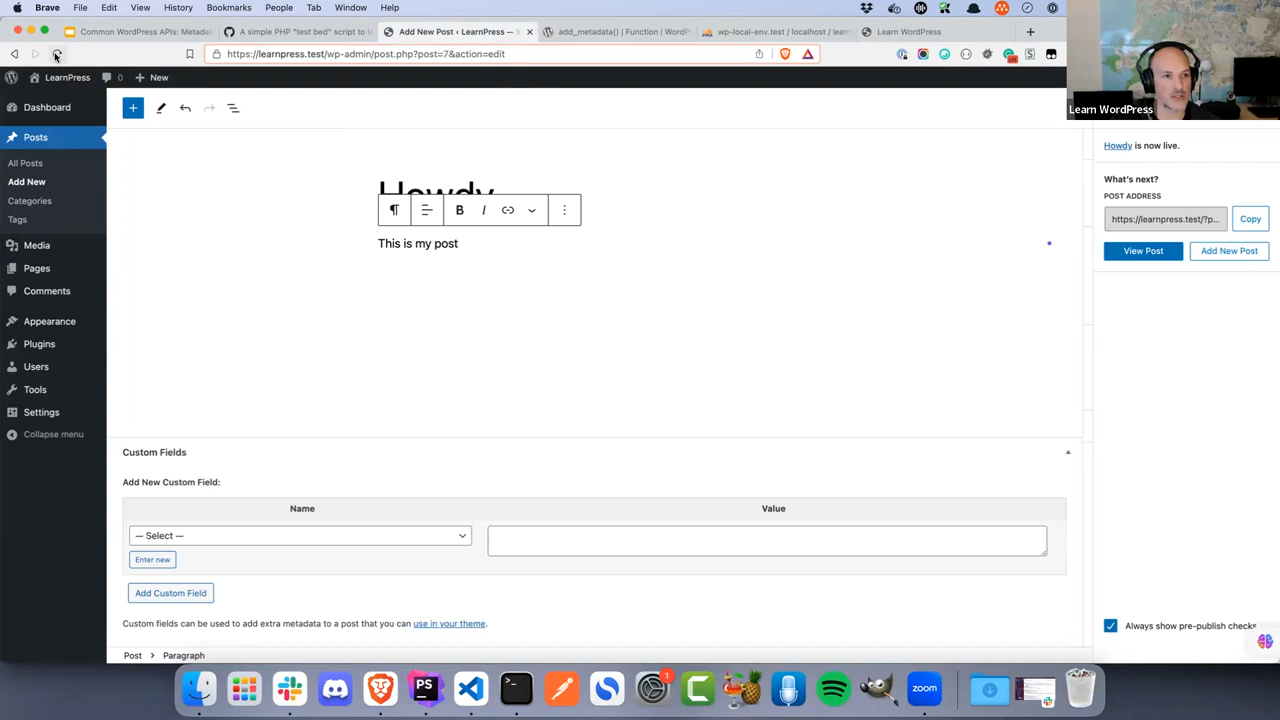 Brave File Edit View History Bookmarks People Tab Window Help
Common WordPress APIs: Metadat
A simple PHP "test bed" script to l
Add New Post ‹ LearnPress — W
add_metadata() | Function | WordP
wp-local-env.test / localhost / learn
Learn WordPress
https://learnpress.test/wp-admin/post.php?post=7&action=edit
LearnPress 0 New
Learn WordPress
Dashboard
Posts
All Posts
Add New
Categories
Tags
Media
Pages
Comments
Appearance
Plugins
Users
Tools
Settings
Collapse menu
Howdy
B I
This is my post
Custom Fields
Add New Custom Field:
Name Value
— Select —
Enter new
Add Custom Field
Custom fields can be used to add extra metadata to a post that you can use in your theme.
Post Paragraph
Howdy is now live.
What's next?
POST ADDRESS
https://learnpress.test/?p...
Copy
View Post
Add New Post
Always show pre-publish checks
PS
1
zoom